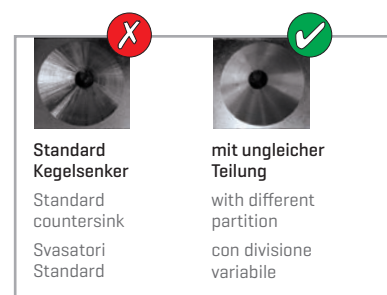 Standard
Kegelsenker
Standard
countersink
Svasatori
Standard
mit ungleicher
Teilung
with different
partition
con divisione
variabile